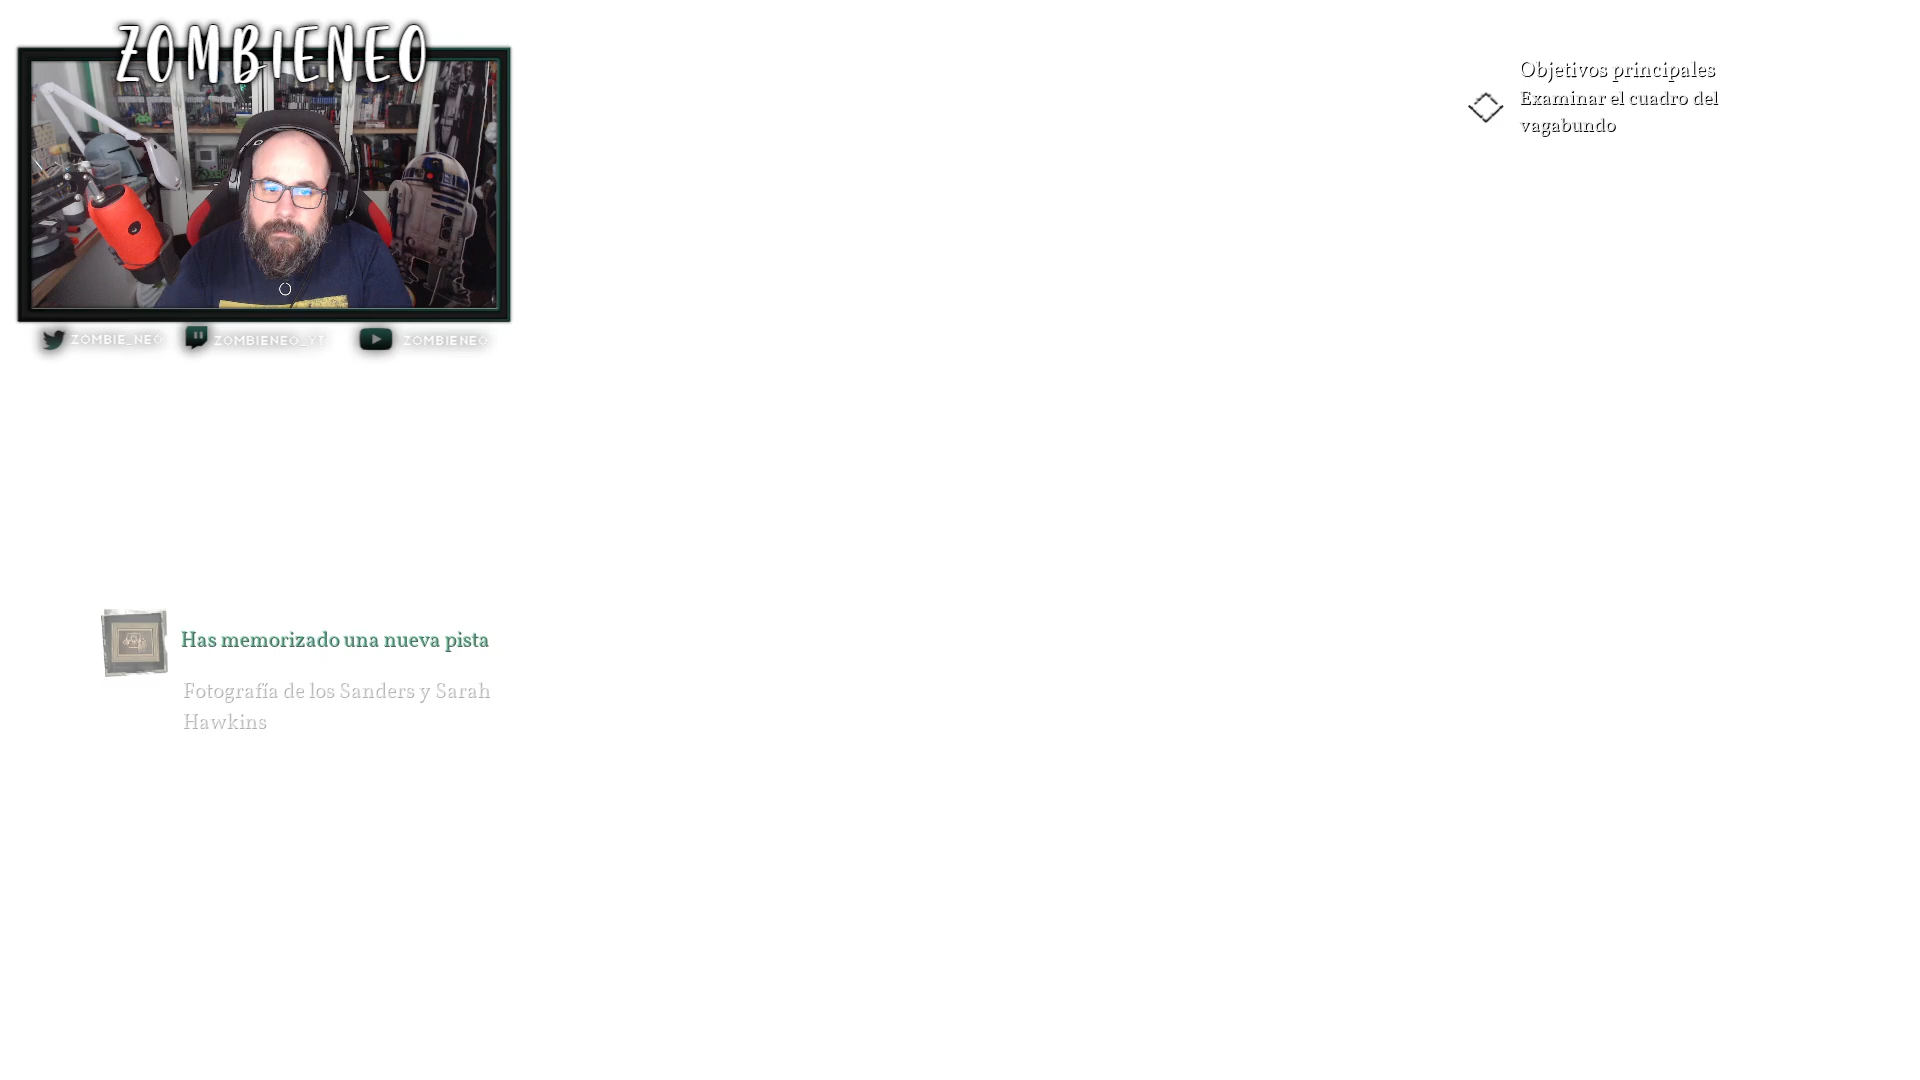 ZOMBIENEO
ZOMBIE_NEO
ZOMBIENEO_YT
ZOMBIENEO
Objetivos principales
Examinar el cuadro del
vagabundo
Has memorizado una nueva pista
Fotografía de los Sanders y Sarah
Hawkins